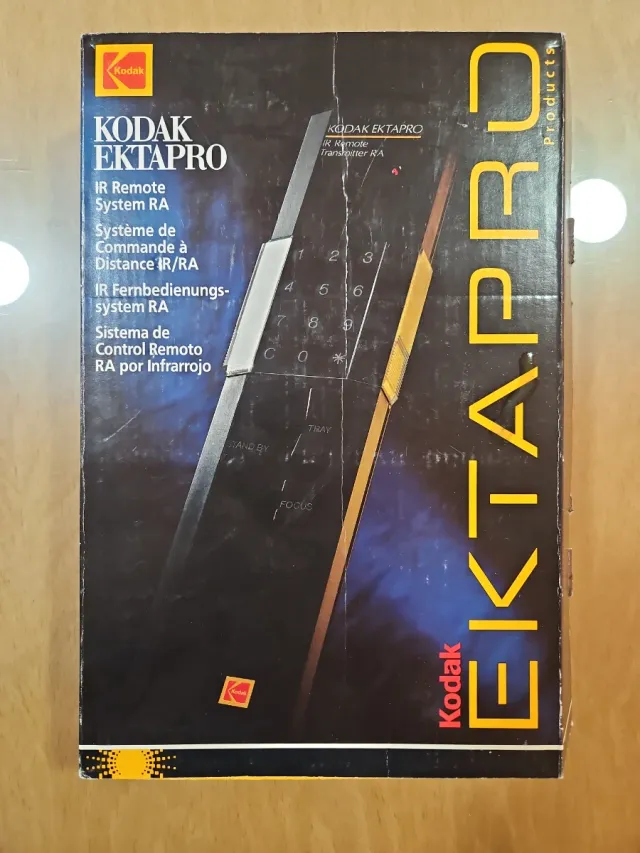 Kodak
KODAK
EKTAPRO
IR Remote
System RA
Système de
Commande à
Distance IR/RA
IR Fernbedienungs-
system RA
Sistema de
Control Remoto
RA por Infrarrojo
KODAK EKTAPRO
IR Remote
Transmitter RA
1 2 3
4 5 6
7 8 9
C 0 *
STAND BY
TRAY
FOCUS
Kodak
Kodak
EKTAPRO
Products